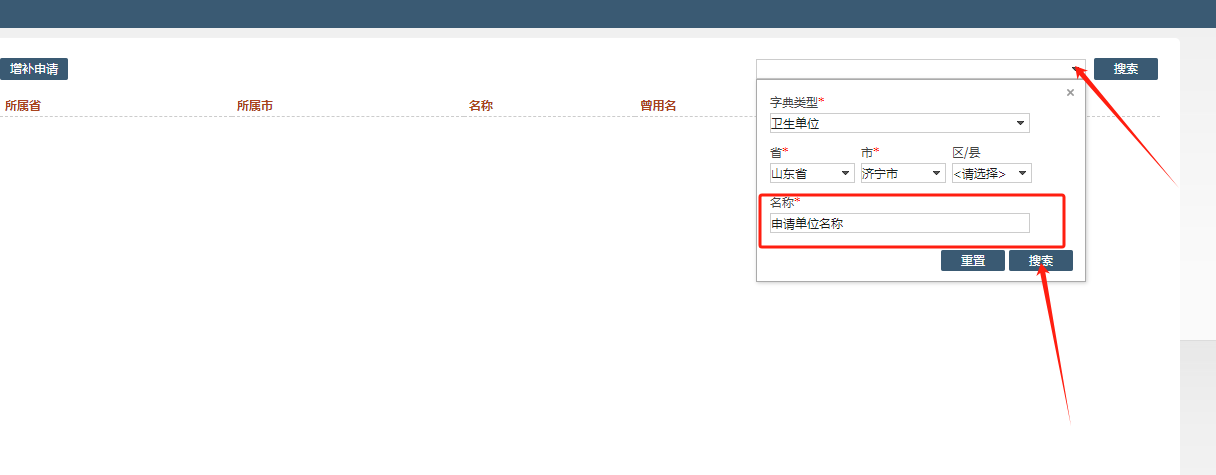 增补申请
搜索
所属省 所属市 名称 曾用名
×
字典类型*
卫生单位
省* 市* 区/县
山东省 济宁市 <请选择>
名称*
申请单位名称
重置 搜索